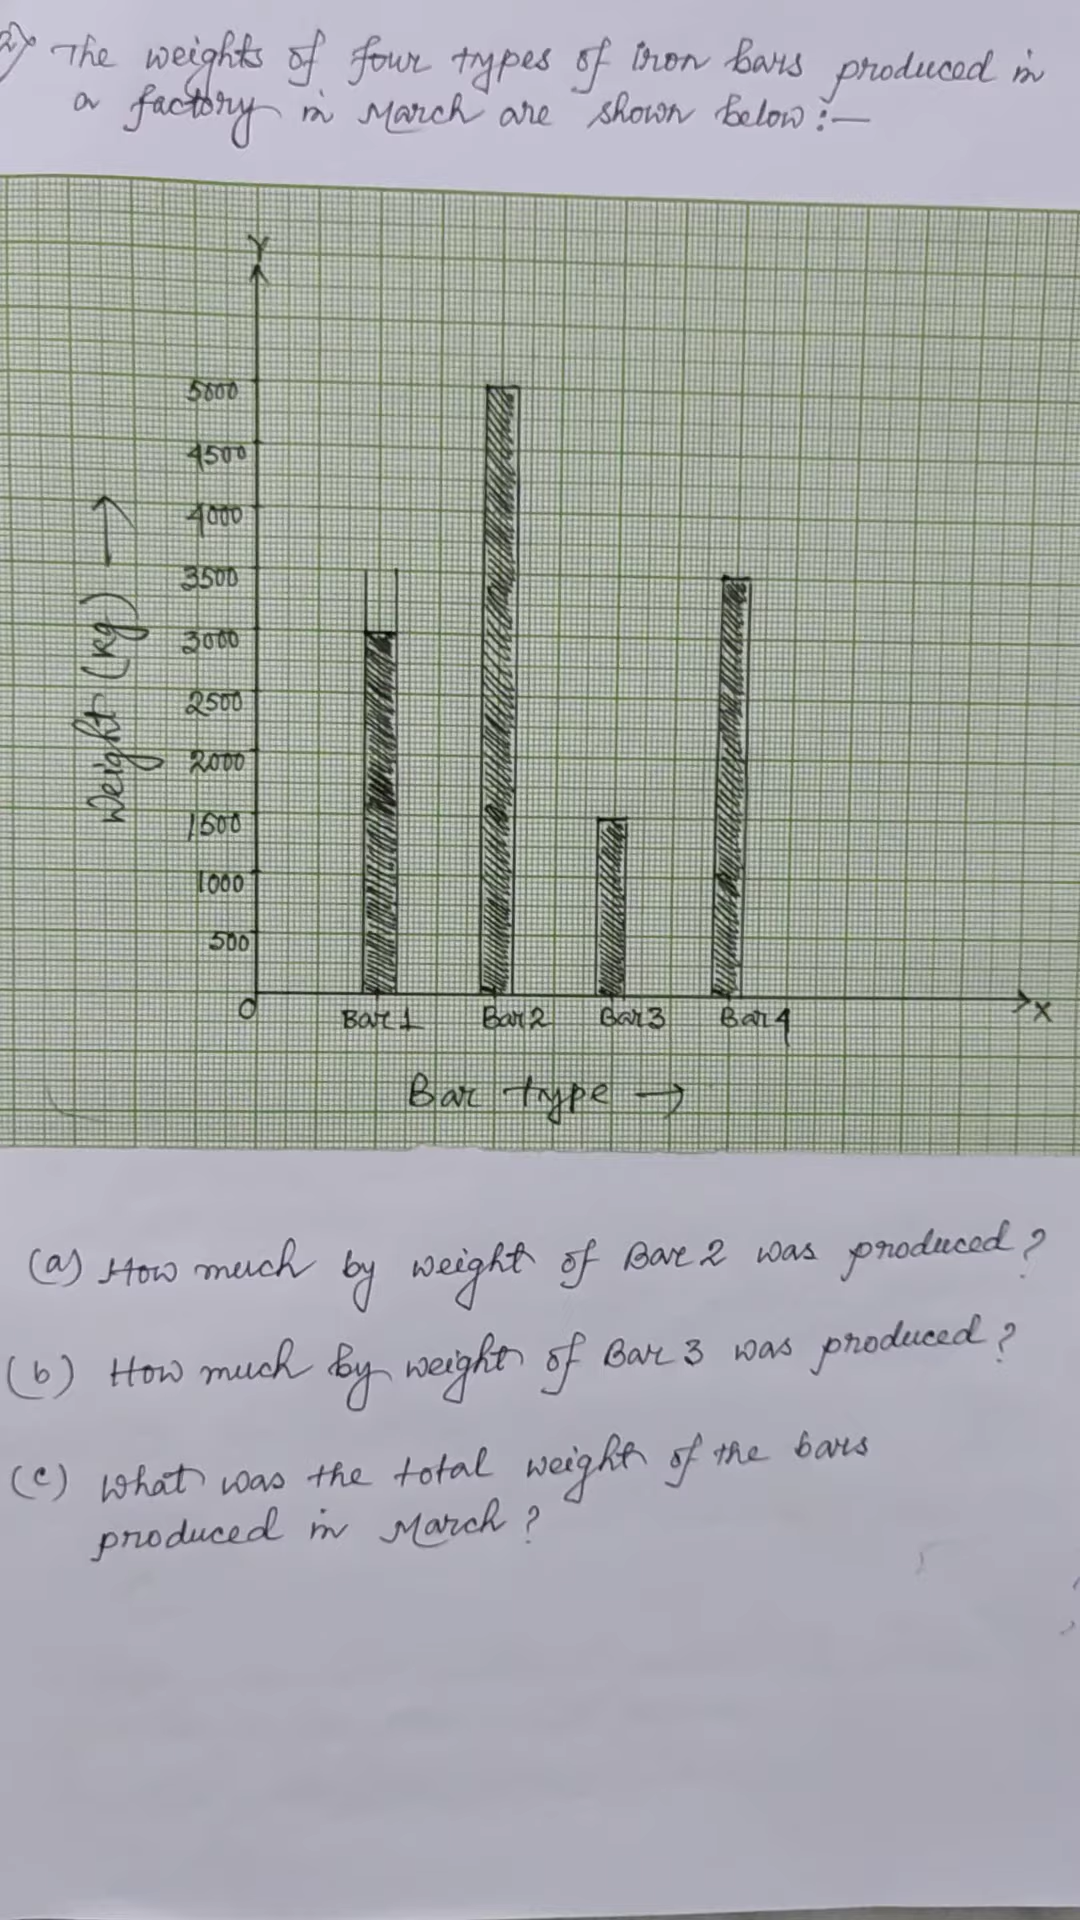 2) The weights of four types of iron bars produced in
a factory in March are shown below :—
Y
5000
4500
4000
3500
3000
2500
2000
1500
1000
500
O
X
Weight (kg) →
Bar 1 Bar 2 Bar 3 Bar 4
Bar type →
(a) How much by weight of Bar 2 was produced ?
(b) How much by weight of Bar 3 was produced ?
(c) What was the total weight of the bars
produced in March ?